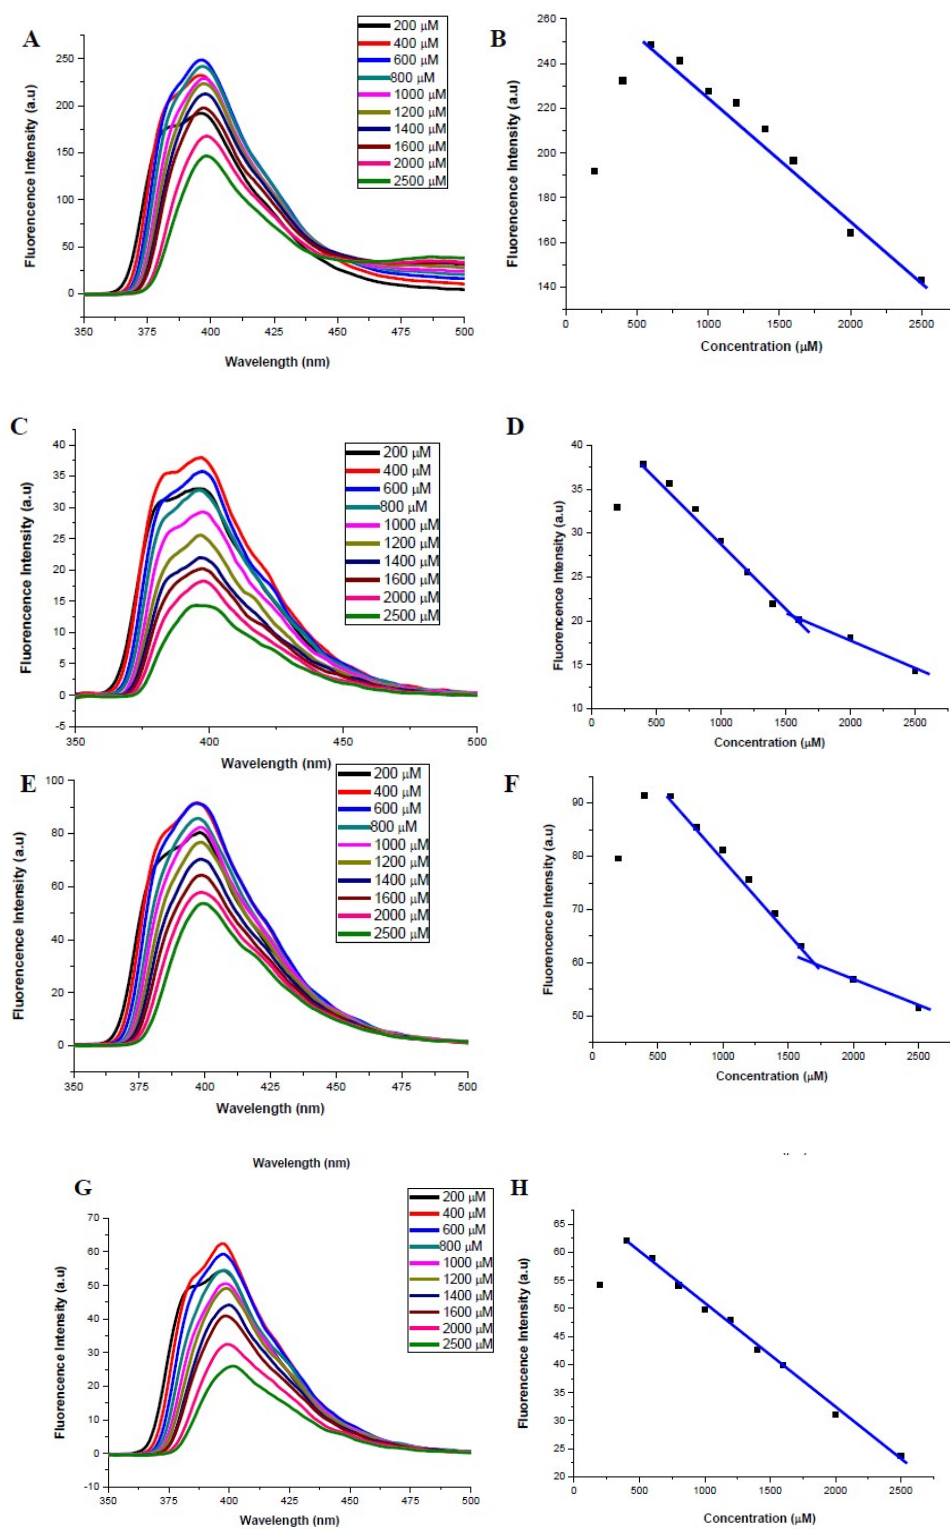 A
Fluorencence Intensity (a.u)
250
200
150
100
50
0
350 375 400 425 450 475 500
Wavelength (nm)
200 μM
400 μM
600 μM
800 μM
1000 μM
1200 μM
1400 μM
1600 μM
2000 μM
2500 μM
B
Fluorescence Intensity (a.u)
260
240
220
200
180
160
140
0 500 1000 1500 2000 2500
Concentration (μM)
C
Fluorescence Intensity (a.u)
40
35
30
25
20
15
10
5
0
-5
350 400 450 500
Wavelength (nm)
200 μM
400 μM
600 μM
800 μM
1000 μM
1200 μM
1400 μM
1600 μM
2000 μM
2500 μM
D
Fluorescence Intensity (a.u)
40
35
30
25
20
15
10
0 500 1000 1500 2000 2500
Concentration (μM)
E
Fluorescence Intensity (a.u)
100
80
60
40
20
0
350 375 400 425 450 475 500
Wavelength (nm)
200 μM
400 μM
600 μM
800 μM
1000 μM
1200 μM
1400 μM
1600 μM
2000 μM
2500 μM
F
Fluorescence Intensity (a.u)
90
80
70
60
50
0 500 1000 1500 2000 2500
Concentration (μM)
Wavelength (nm)
G
Fluorescence Intensity (a.u)
70
60
50
40
30
20
10
0
-10
350 375 400 425 450 475 500
Wavelength (nm)
200 μM
400 μM
600 μM
800 μM
1000 μM
1200 μM
1400 μM
1600 μM
2000 μM
2500 μM
H
Fluorescence Intensity (a.u)
65
60
55
50
45
40
35
30
25
20
0 500 1000 1500 2000 2500
Concentration (μM)